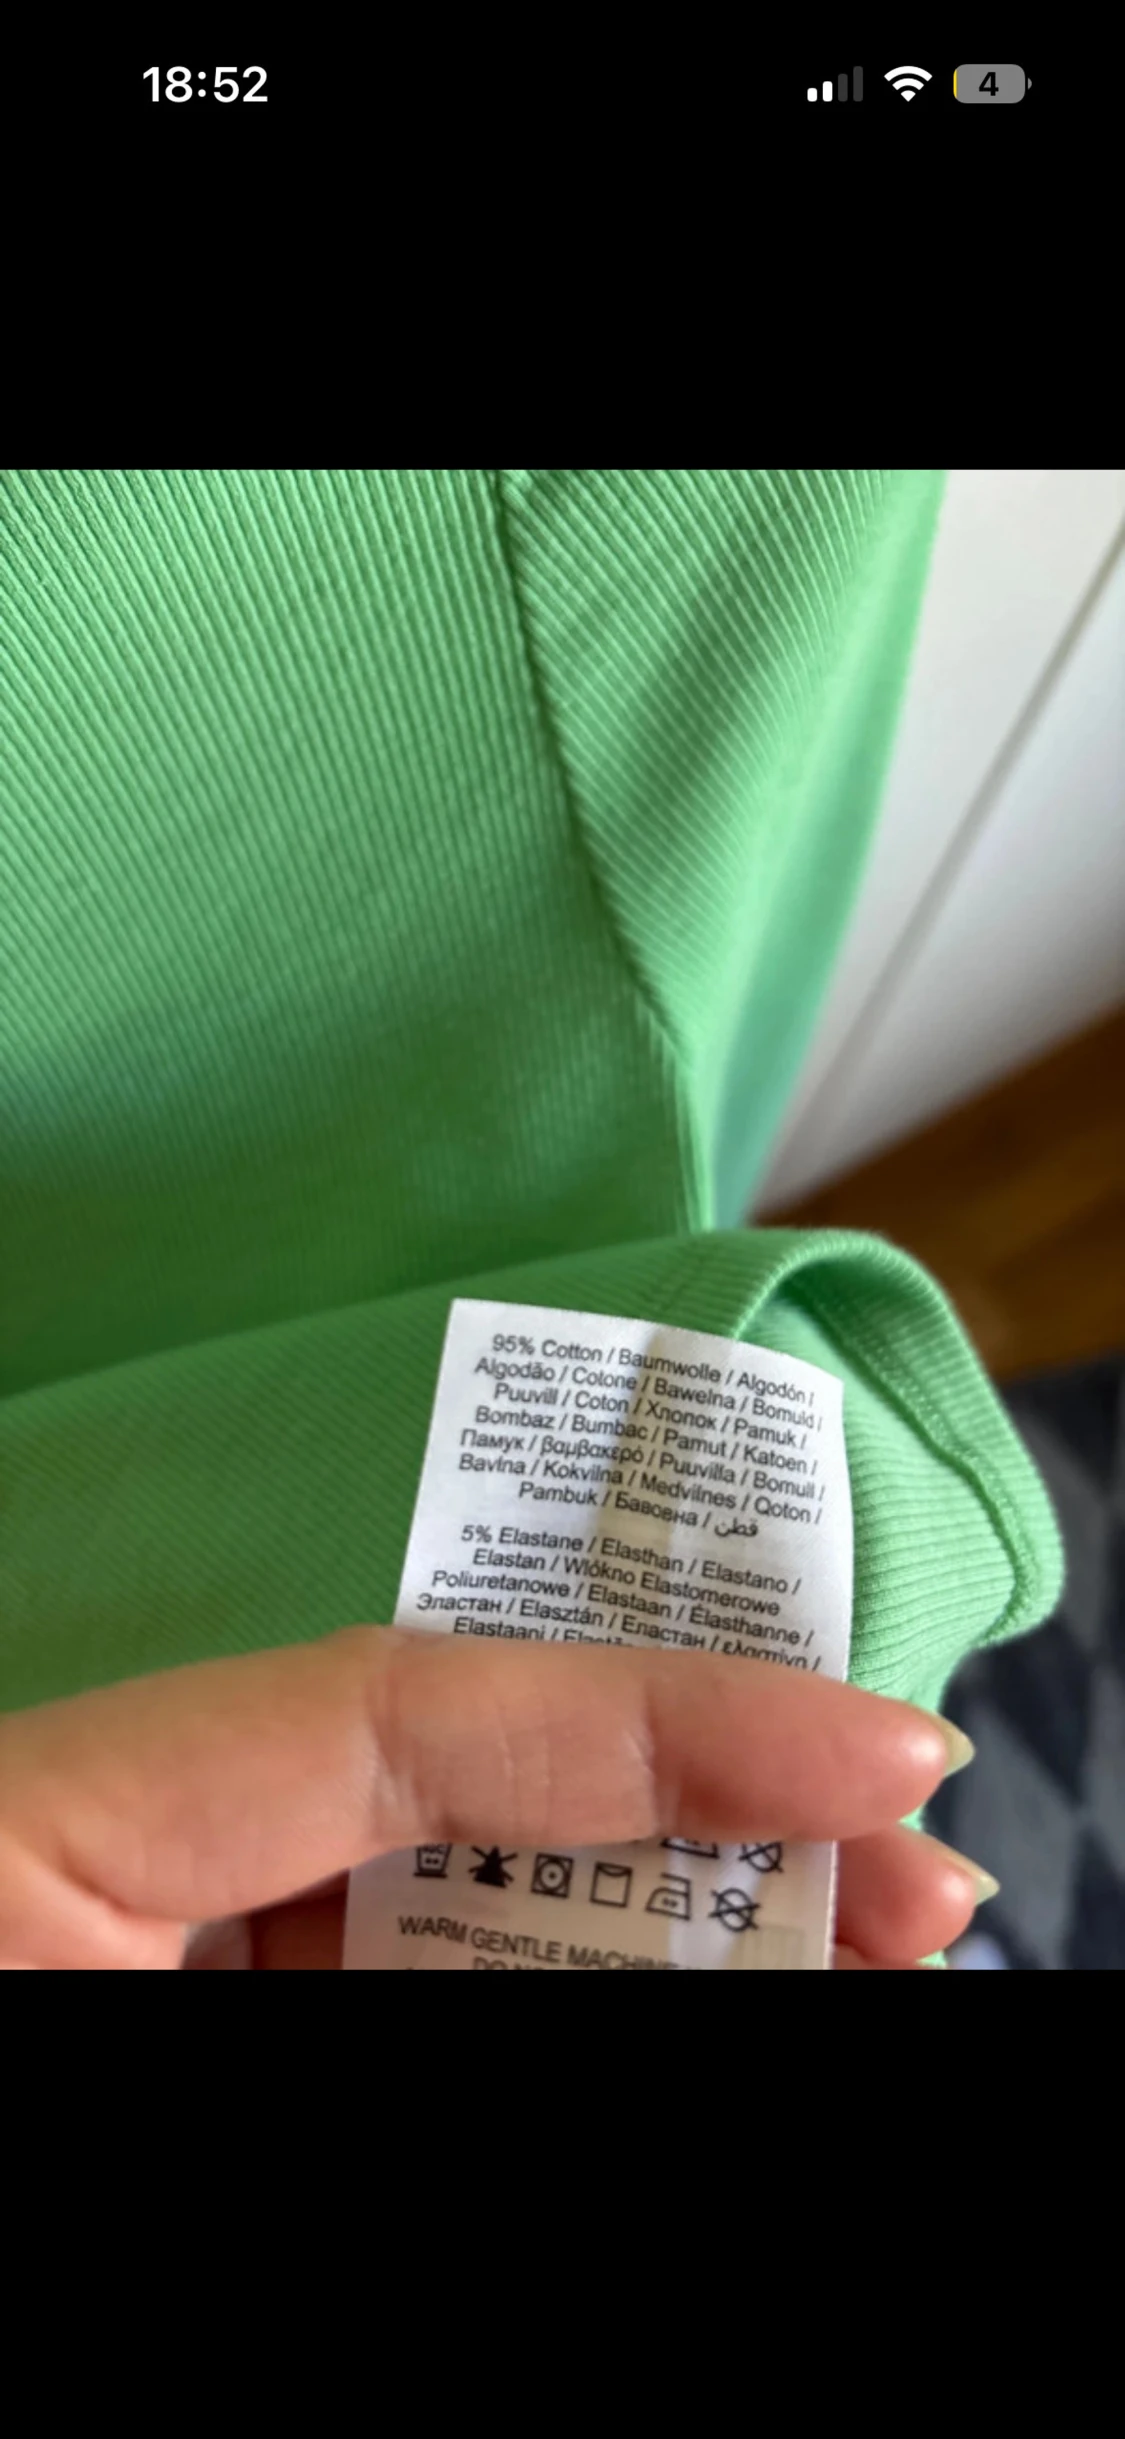 18:52
4
95% Cotton / Baumwolle / Algodón /
Algodão / Cotone / Bawełna / Bomuld /
Puuvill / Coton / Хлопок / Pamuk /
Bombaz / Bumbac / Pamut / Katoen /
Памук / βαμβακερό / Puuvilla / Bomull /
Bavlna / Kokvilna / Medvilnes / Qoton /
Pambuk / Бавовна / قطن
5% Elastane / Elasthan / Elastano /
Elastan / Włókno Elastomerowe
Poliuretanowe / Elastaan / Élasthanne /
Эластан / Elasztán / Еластан / ελαστίνη /
Elastaani /
WARM GENTLE MACHINE
DO